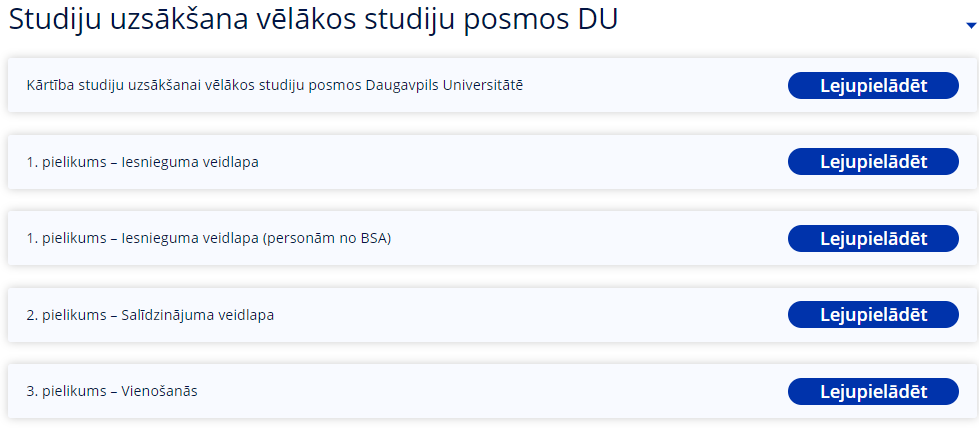 Studiju uzsākšana vēlākos studiju posmos DU
Kārtība studiju uzsākšanai vēlākos studiju posmos Daugavpils Universitātē
Lejupielādēt
1. pielikums – Iesnieguma veidlapa
Lejupielādēt
1. pielikums – Iesnieguma veidlapa (personām no BSA)
Lejupielādēt
2. pielikums – Salīdzinājuma veidlapa
Lejupielādēt
3. pielikums – Vienošanās
Lejupielādēt